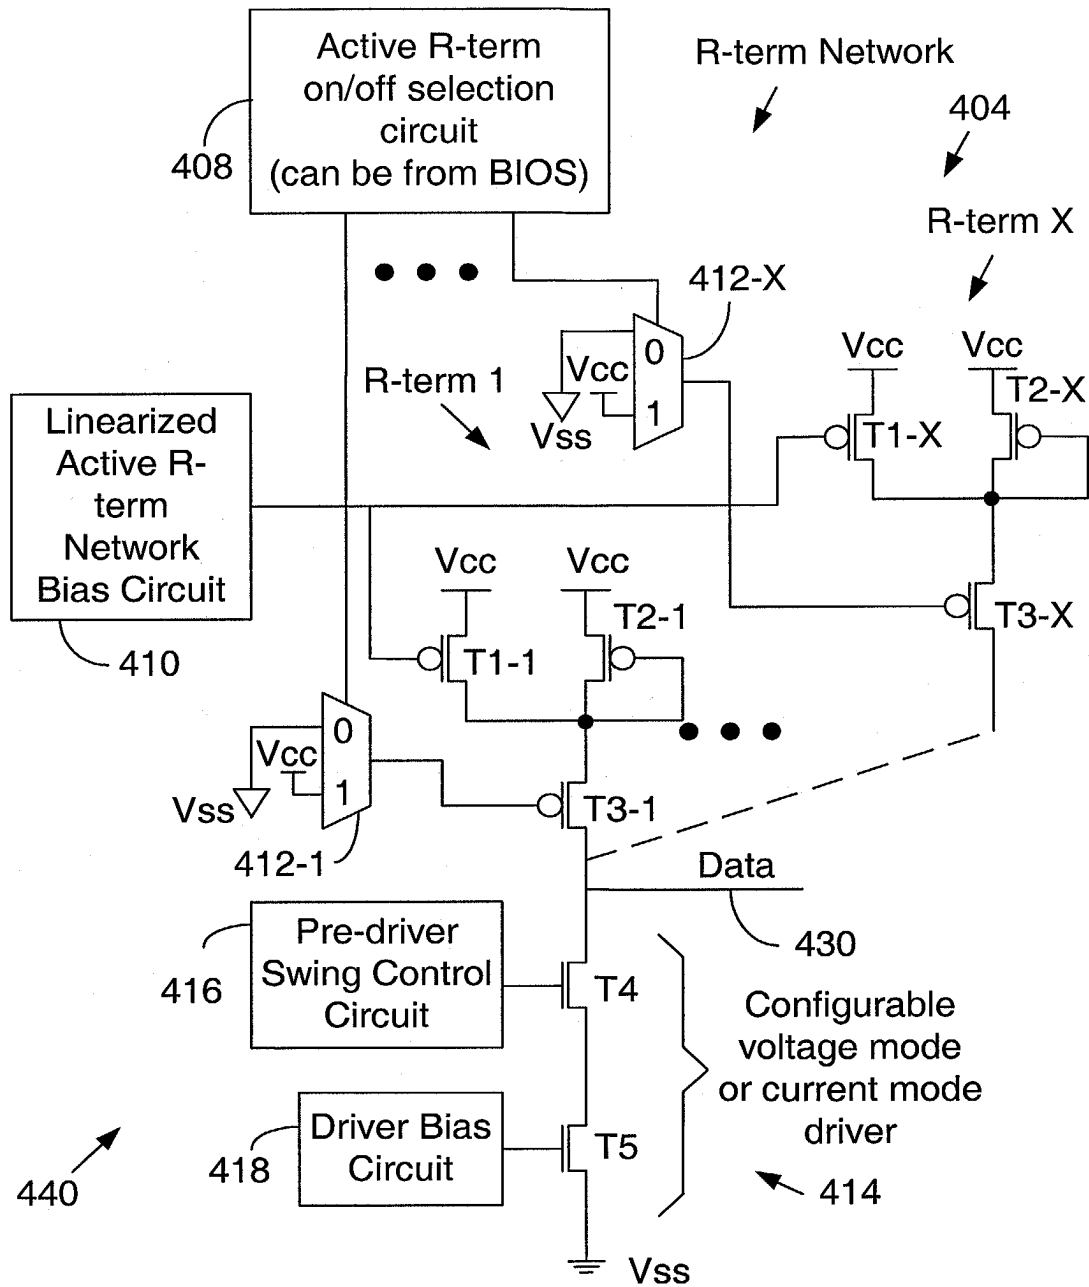 Active R-term
on/off selection
circuit
(can be from BIOS)
408
R-term Network
404
R-term X
412-X
0
Vcc
1
Vss
R-term 1
Vcc
Vcc
T2-X
T1-X
T3-X
Linearized
Active R-
term
Network
Bias Circuit
410
Vcc
Vcc
T2-1
T1-1
0
Vcc
1
Vss
412-1
T3-1
Data
430
Pre-driver
Swing Control
Circuit
416
T4
Configurable
voltage mode
or current mode
driver
414
Driver Bias
Circuit
418
T5
440
Vss